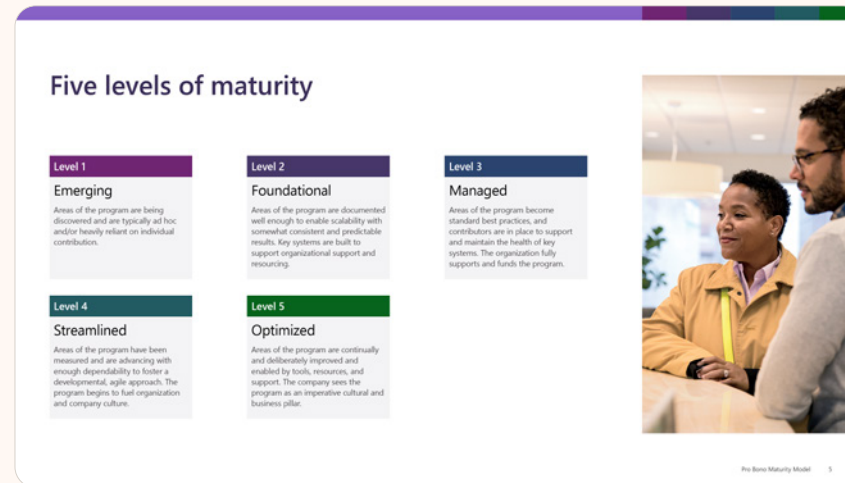 Five levels of maturity
Level 1
Emerging
Areas of the program are being
discovered and are typically ad hoc
and/or heavily reliant on individual
contribution.
Level 2
Foundational
Areas of the program are documented
well enough to enable scalability with
somewhat consistent and predictable
results. Key systems are built to
support organizational support and
resourcing.
Level 3
Managed
Areas of the program become
standard best practices, and
contributors are in place to support
and maintain the health of key
systems. The organization fully
supports and funds the program.
Level 4
Streamlined
Areas of the program have been
measured and are advancing with
enough dependability to foster a
developmental, agile approach. The
program begins to fuel organization
and company culture.
Level 5
Optimized
Areas of the program are continually
and deliberately improved and
enabled by tools, resources, and
support. The company sees the
program as an imperative cultural and
business pillar.
Pro Bono Maturity Model 5